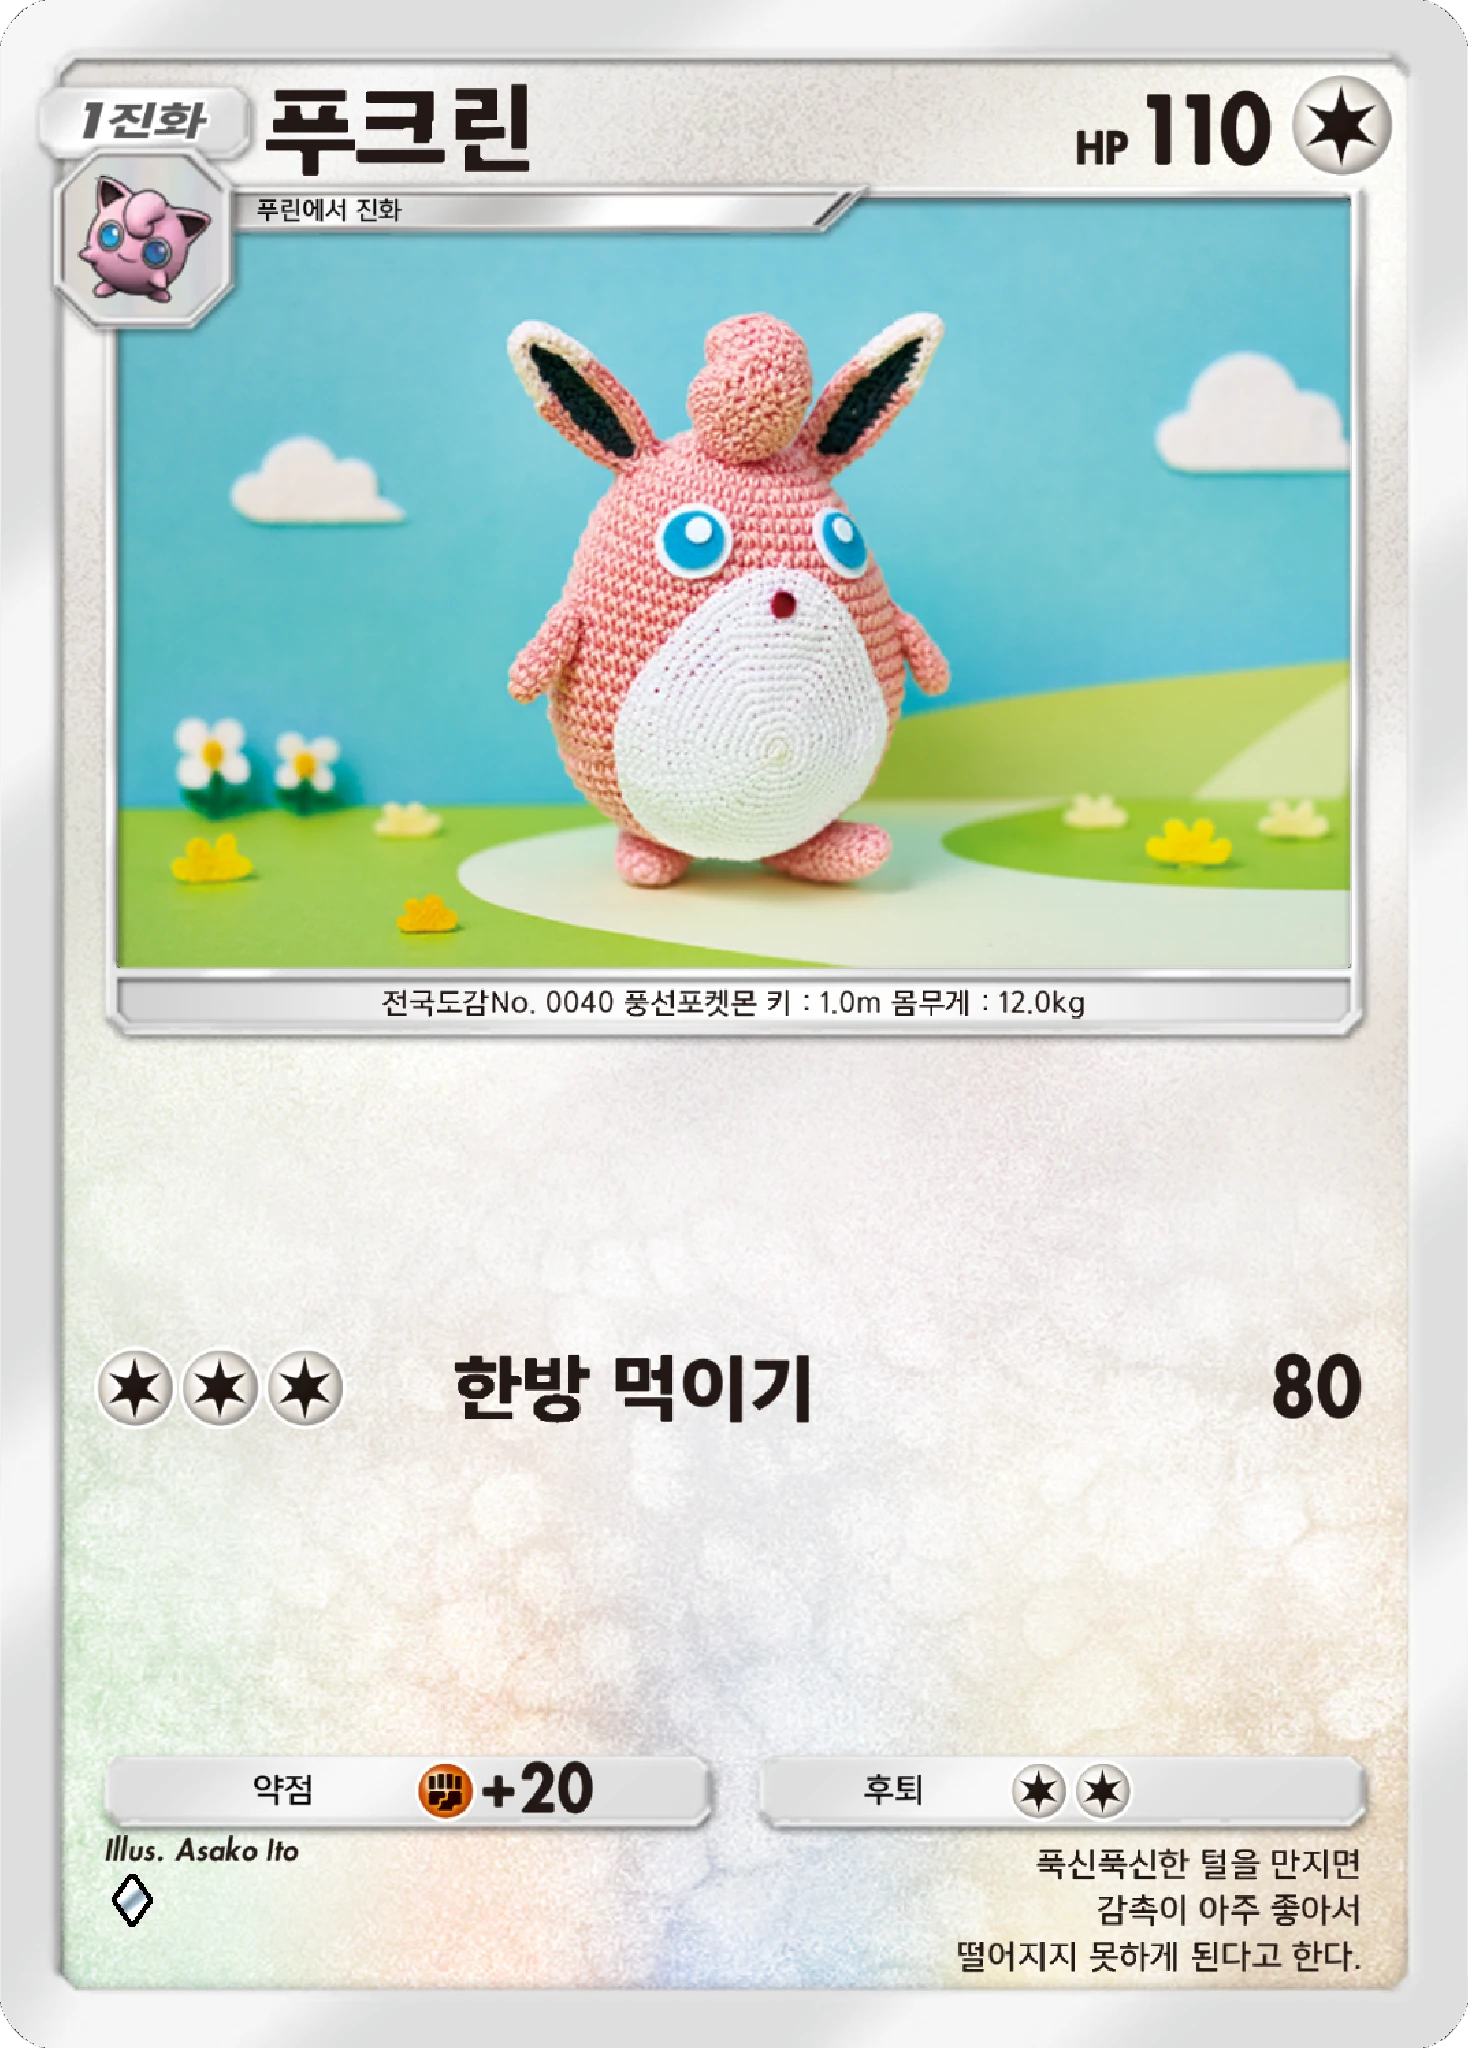 1진화
푸크린
HP 110
푸린에서 진화
전국도감No. 0040 풍선포켓몬 키 : 1.0m 몸무게 : 12.0kg
한방 먹이기 80
약점 +20
후퇴
Illus. Asako Ito
푹신푹신한 털을 만지면
감촉이 아주 좋아서
떨어지지 못하게 된다고 한다.